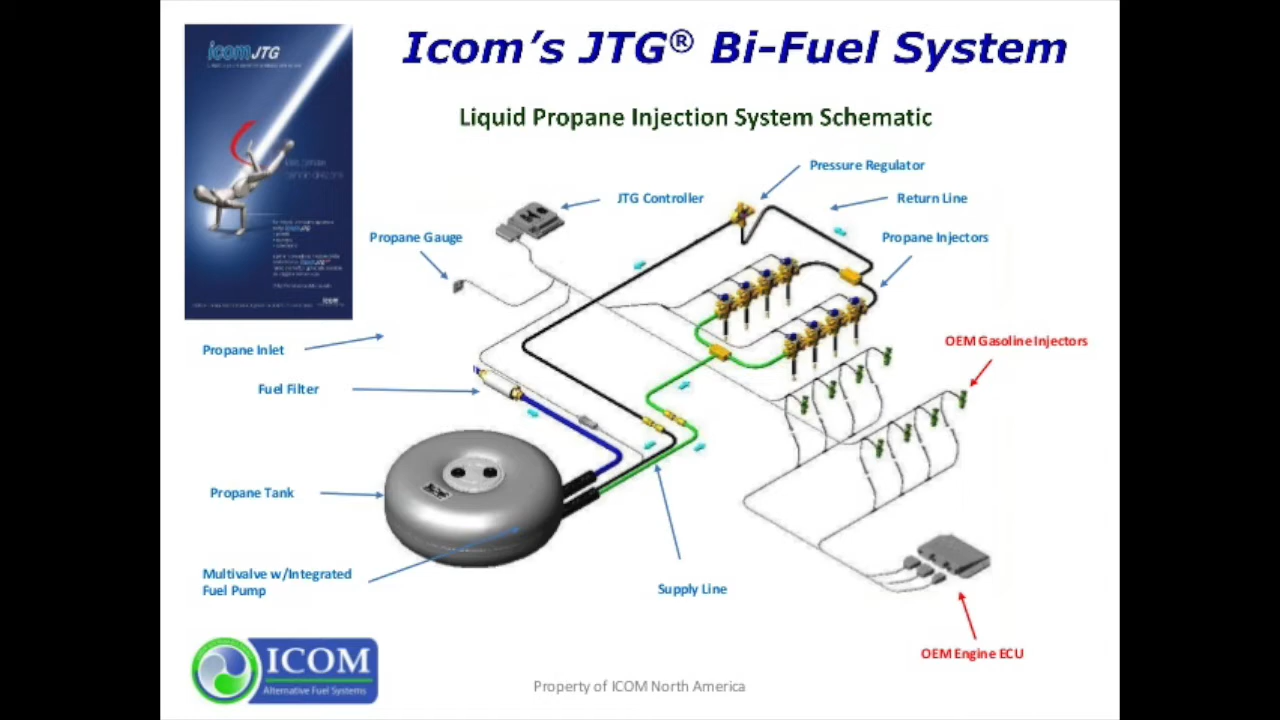 icom JTG
Icom's JTG® Bi-Fuel System
Liquid Propane Injection System Schematic
Pressure Regulator
JTG Controller
Return Line
Propane Gauge
Propane Injectors
Propane Inlet
OEM Gasoline Injectors
Fuel Filter
Propane Tank
Multivalve w/Integrated
Fuel Pump
Supply Line
OEM Engine ECU
ICOM
Alternative Fuel Systems
Property of ICOM North America